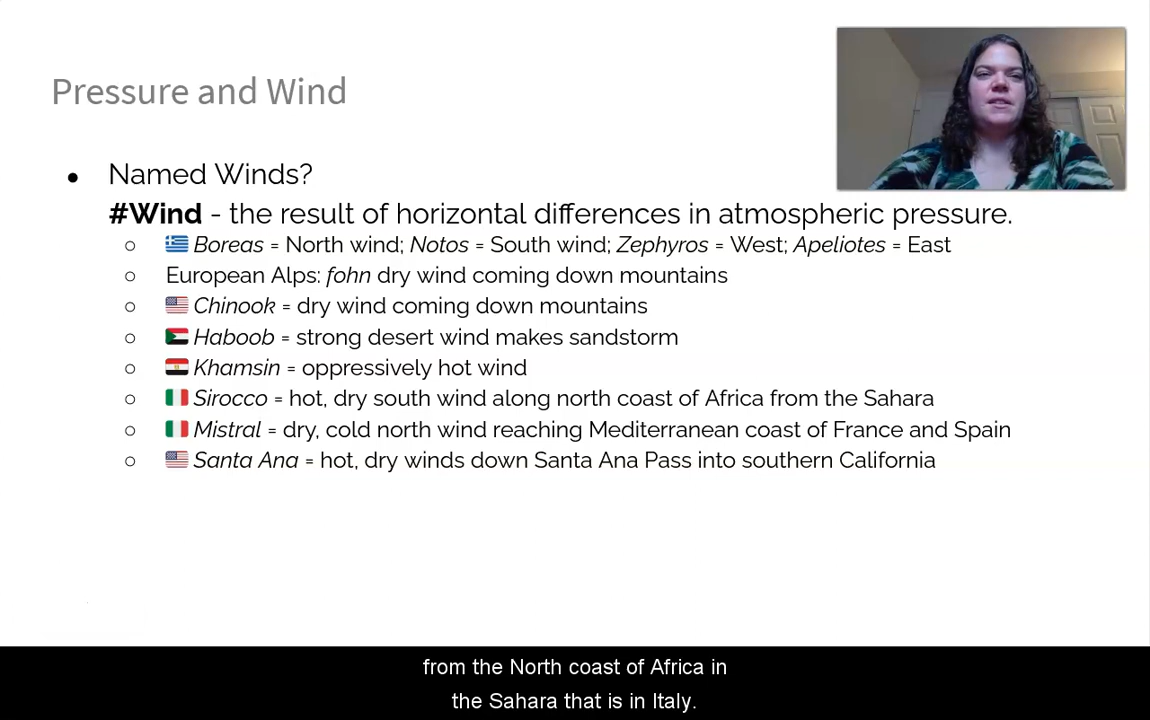 Pressure and Wind
● Named Winds?
#Wind - the result of horizontal differences in atmospheric pressure.
○ 🇬🇷 Boreas = North wind; Notos = South wind; Zephyros = West; Apeliotes = East
○ European Alps: fohn dry wind coming down mountains
○ 🇺🇸 Chinook = dry wind coming down mountains
○ 🇸🇩 Haboob = strong desert wind makes sandstorm
○ 🇪🇬 Khamsin = oppressively hot wind
○ 🇮🇹 Sirocco = hot, dry south wind along north coast of Africa from the Sahara
○ 🇮🇹 Mistral = dry, cold north wind reaching Mediterranean coast of France and Spain
○ 🇺🇸 Santa Ana = hot, dry winds down Santa Ana Pass into southern California
from the North coast of Africa in
the Sahara that is in Italy.